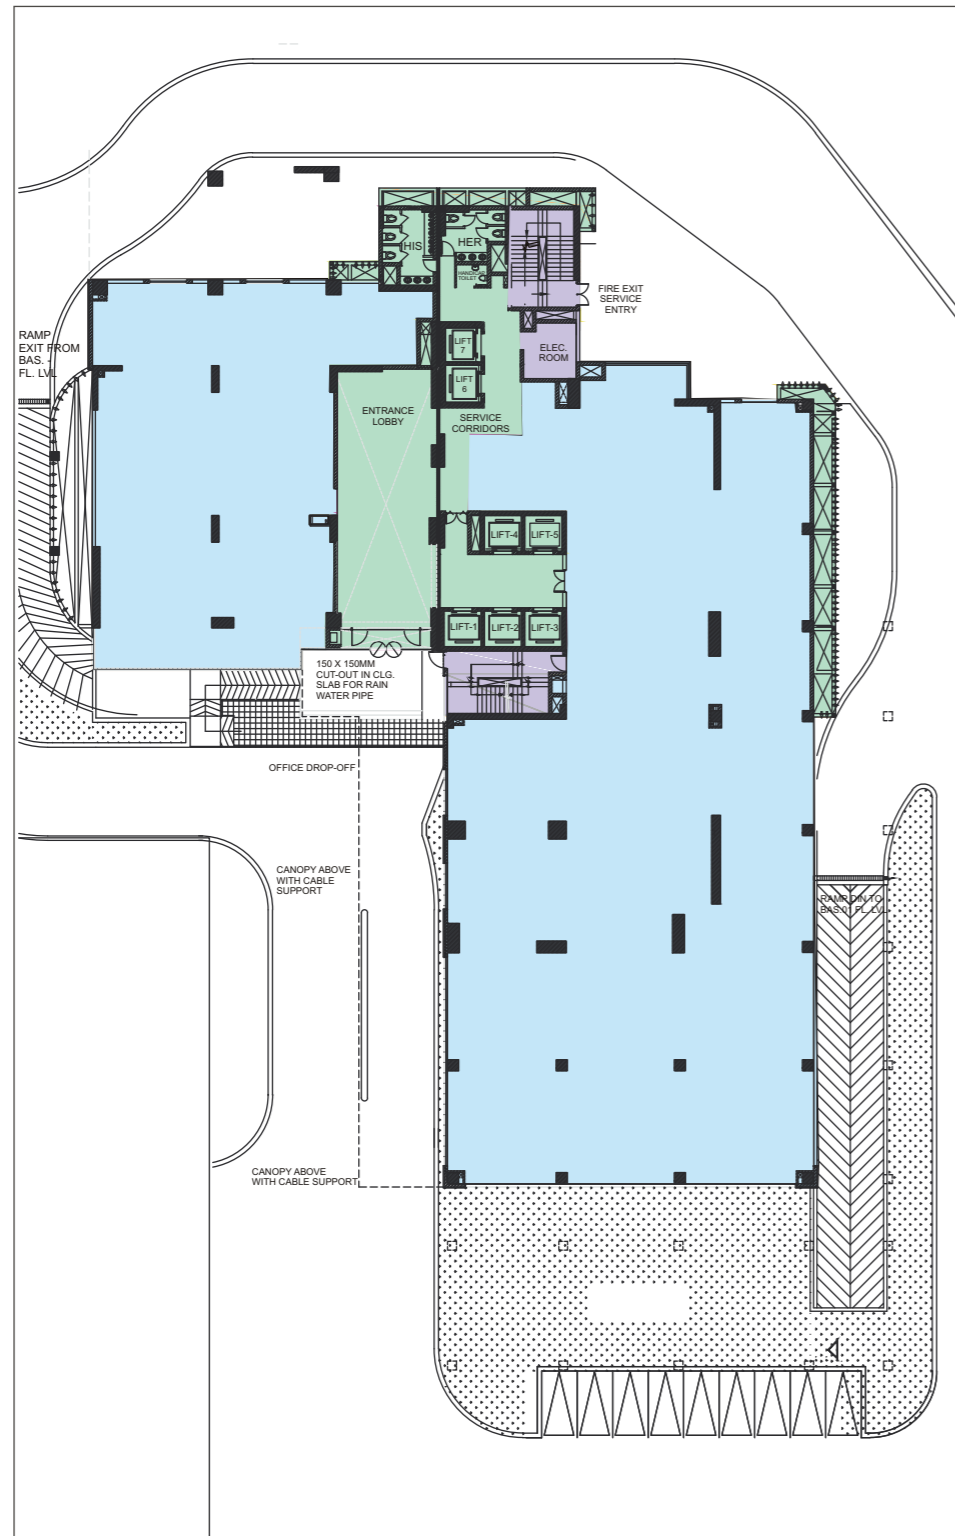 HIS
HER
HANDICAP
TOILET
FIRE EXIT
SERVICE
ENTRY
RAMP
EXIT FROM
BAS. -
FL. LVL
LIFT
7
ELEC.
ROOM
LIFT
6
ENTRANCE
LOBBY
SERVICE
CORRIDORS
LIFT-4
LIFT-5
LIFT-1
LIFT-2
LIFT-3
150 X 150MM
CUT-OUT IN CLG.
SLAB FOR RAIN
WATER PIPE
OFFICE DROP-OFF
CANOPY ABOVE
WITH CABLE
SUPPORT
RAMP DIN TO
BAS.01 FL. LVL
CANOPY ABOVE
WITH CABLE SUPPORT